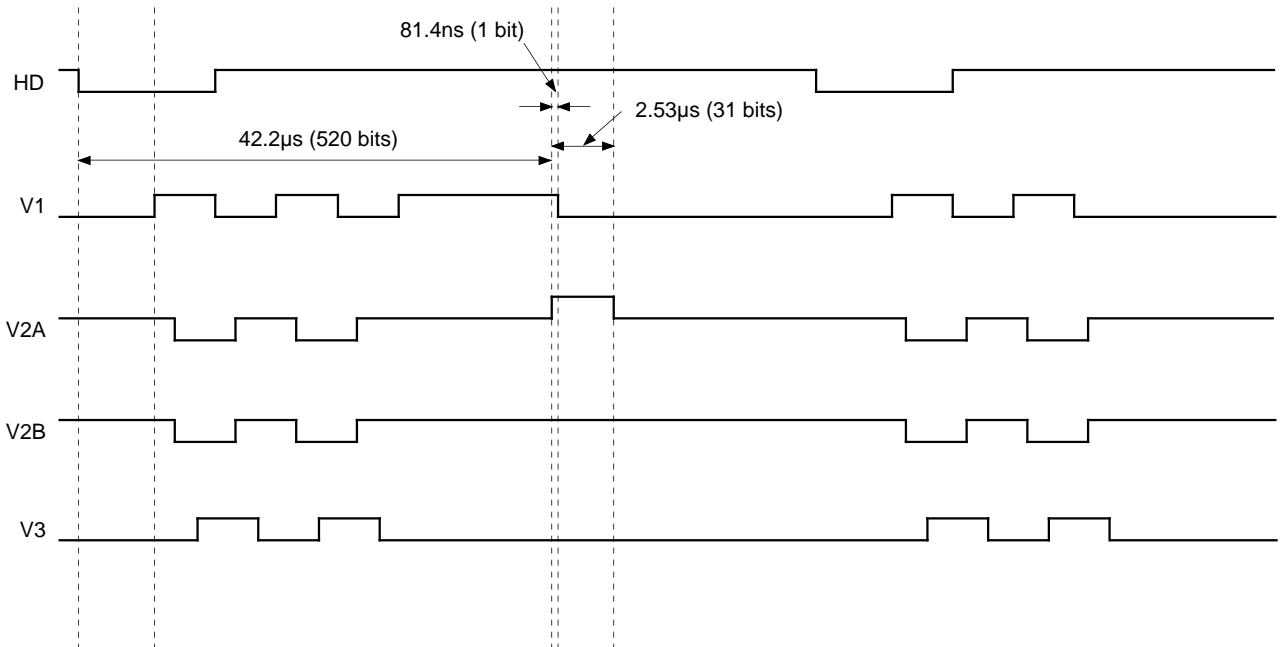 81.4ns (1 bit)
HD
2.53µs (31 bits)
42.2µs (520 bits)
V1
V2A
V2B
V3